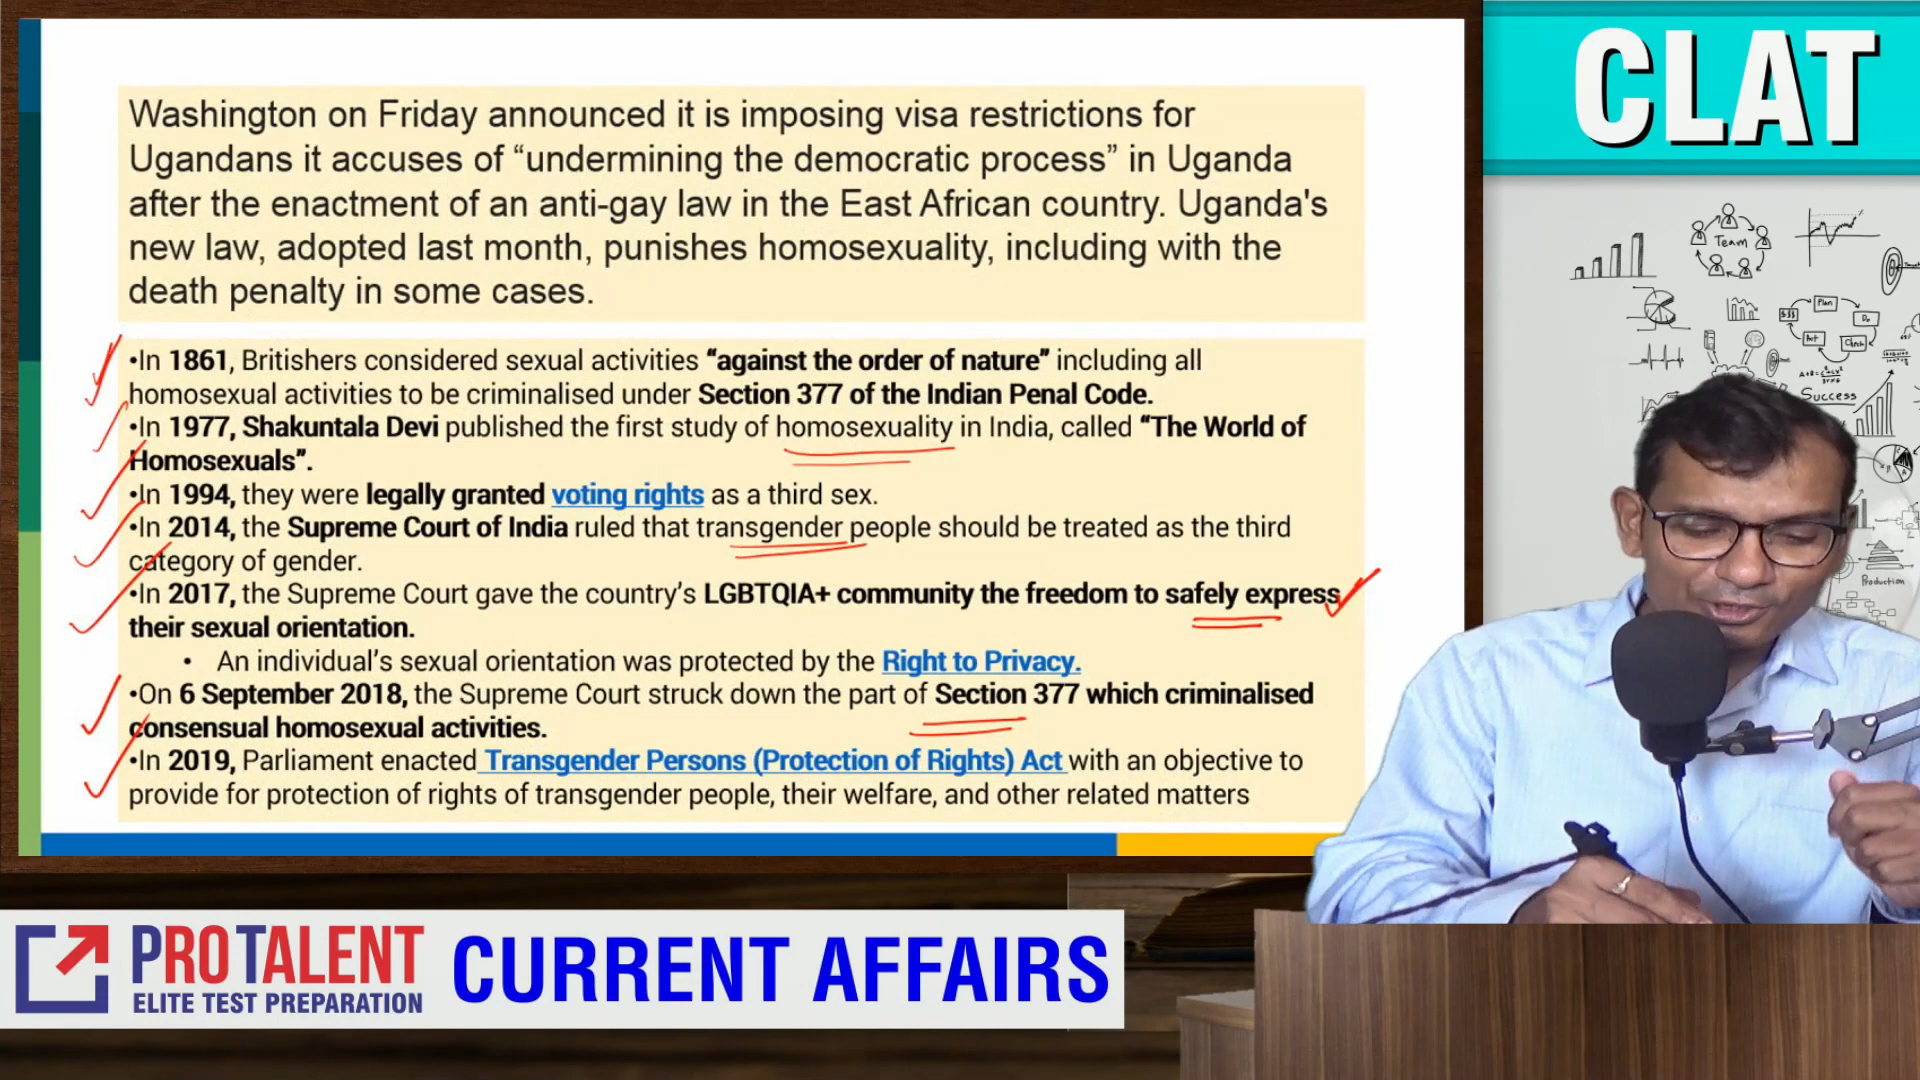 CLAT
Washington on Friday announced it is imposing visa restrictions for
Ugandans it accuses of “undermining the democratic process” in Uganda
after the enactment of an anti-gay law in the East African country. Uganda's
new law, adopted last month, punishes homosexuality, including with the
death penalty in some cases.
•In 1861, Britishers considered sexual activities “against the order of nature” including all
homosexual activities to be criminalised under Section 377 of the Indian Penal Code.
•In 1977, Shakuntala Devi published the first study of homosexuality in India, called “The World of
Homosexuals”.
•In 1994, they were legally granted voting rights as a third sex.
•In 2014, the Supreme Court of India ruled that transgender people should be treated as the third
category of gender.
•In 2017, the Supreme Court gave the country’s LGBTQIA+ community the freedom to safely express
their sexual orientation.
• An individual’s sexual orientation was protected by the Right to Privacy.
•On 6 September 2018, the Supreme Court struck down the part of Section 377 which criminalised
consensual homosexual activities.
•In 2019, Parliament enacted Transgender Persons (Protection of Rights) Act with an objective to
provide for protection of rights of transgender people, their welfare, and other related matters
Team
Plan
Do
Act
Check
Success
Production
PROTALENT
ELITE TEST PREPARATION
CURRENT AFFAIRS